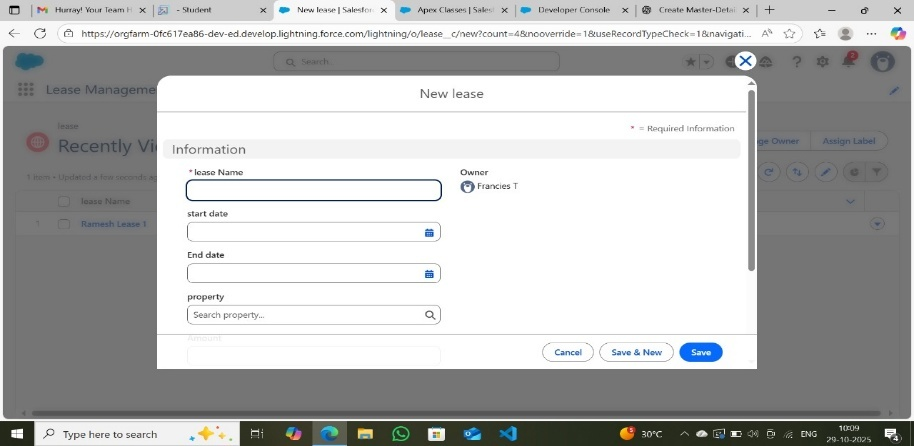 Hurray! Your Team H
- Student
New lease | Salesfor
Apex Classes | Sales
Developer Console
Create Master-Detai
https://orgfarm-0fc617ea86-dev-ed.develop.lightning.force.com/lightning/o/lease__c/new?count=4&nooverride=1&useRecordTypeCheck=1&navigati...
Search...
Lease Manageme
New lease
* = Required Information
lease
Recently Vi
ge Owner
Assign Label
Information
1 item • Updated a few seconds ag
* lease Name
Owner
Francies T
lease Name
start date
1
Ramesh Lease 1
End date
property
Search property...
Amount
Cancel
Save & New
Save
Type here to search
30°C
ENG
10:09
29-10-2025